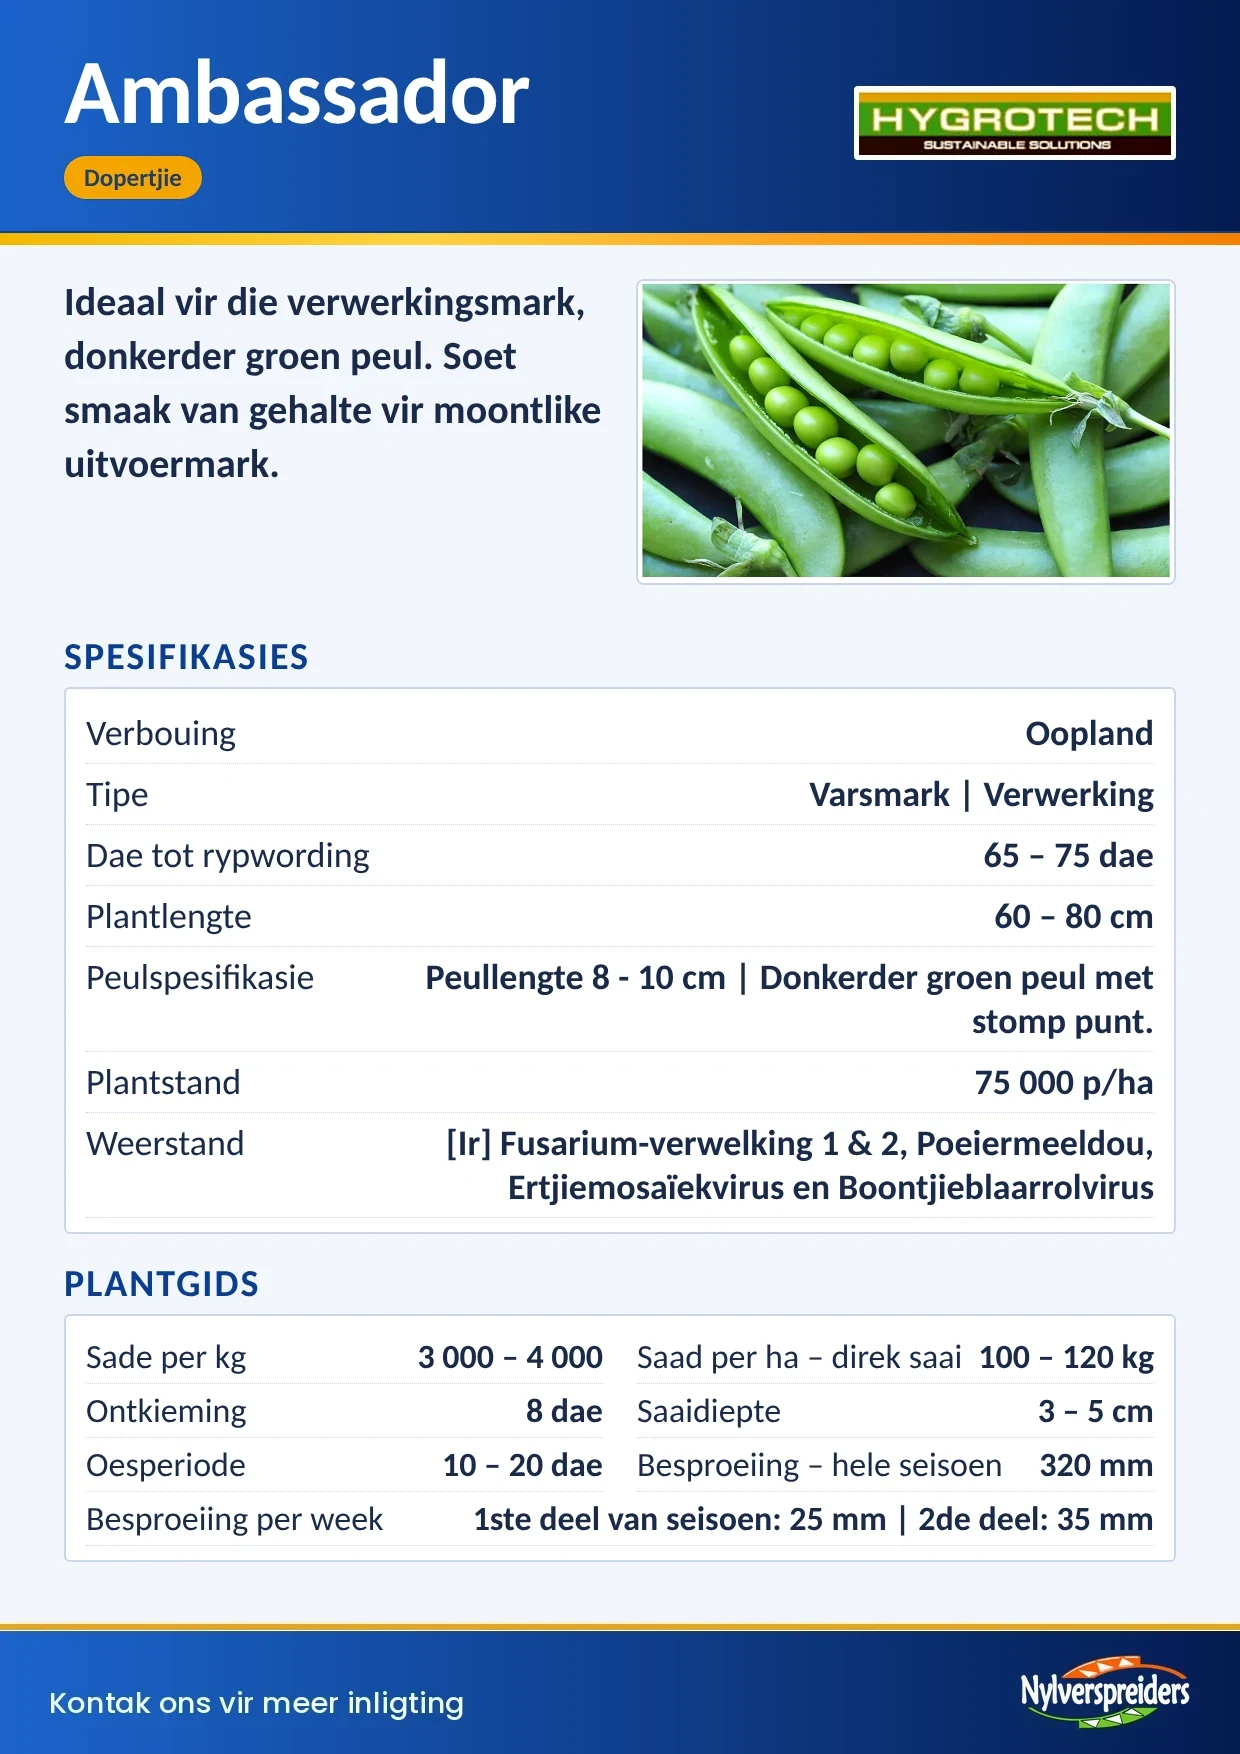 Ambassador
HYGROTECH
SUSTAINABLE SOLUTIONS
Dopertjie
Ideaal vir die verwerkingsmark,
donkerder groen peul. Soet
smaak van gehalte vir moontlike
uitvoermark.
SPESIFIKASIES
Verbouing Oopland
Tipe Varsmark | Verwerking
Dae tot rypwording 65 – 75 dae
Plantlengte 60 – 80 cm
Peulspesifikasie Peullengte 8 - 10 cm | Donkerder groen peul met
stomp punt.
Plantstand 75 000 p/ha
Weerstand [Ir] Fusarium-verwelking 1 & 2, Poeiermeeldou,
Ertjiemosaïekvirus en Boontjieblaarrolvirus
PLANTGIDS
Sade per kg 3 000 – 4 000 Saad per ha – direk saai 100 – 120 kg
Ontkieming 8 dae Saaidiepte 3 – 5 cm
Oesperiode 10 – 20 dae Besproeiing – hele seisoen 320 mm
Besproeiing per week 1ste deel van seisoen: 25 mm | 2de deel: 35 mm
Kontak ons vir meer inligting
Nylverspreiders